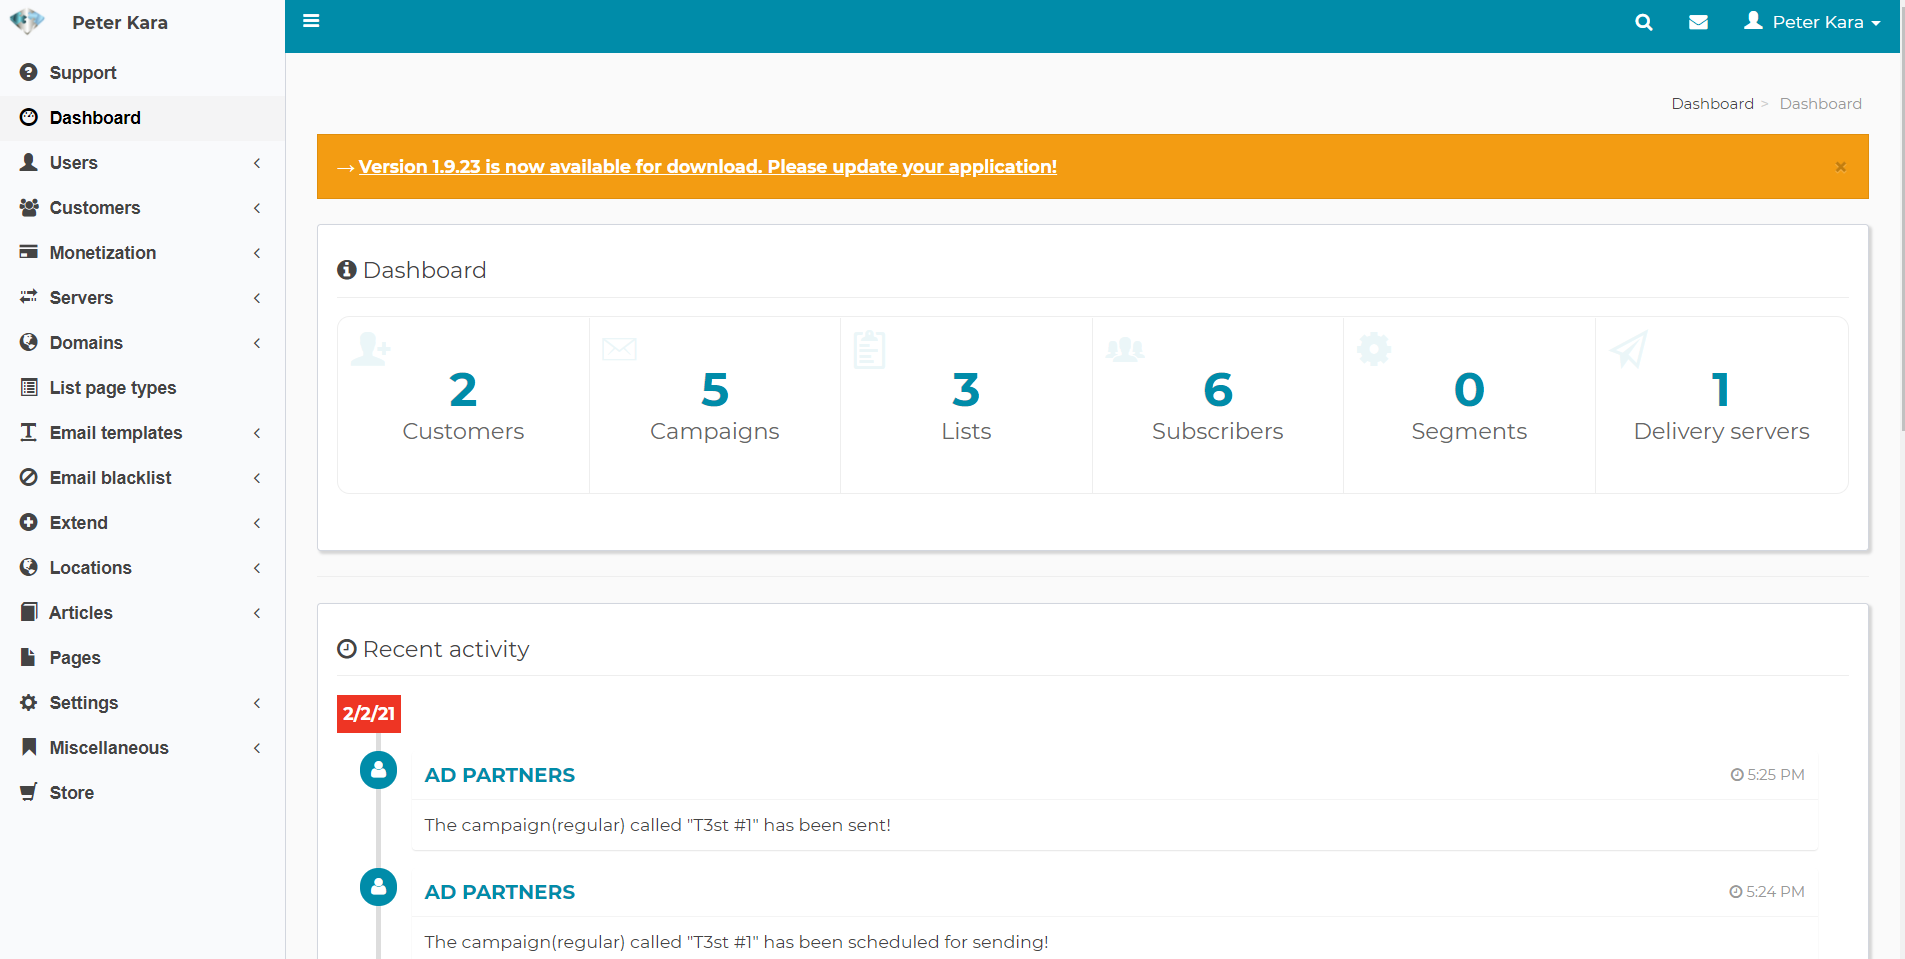 Peter Kara
Peter Kara
Support
Dashboard
Users
Customers
Monetization
Servers
Domains
List page types
Email templates
Email blacklist
Extend
Locations
Articles
Pages
Settings
Miscellaneous
Store
Dashboard > Dashboard
→ Version 1.9.23 is now available for download. Please update your application! ×
Dashboard
2
Customers
5
Campaigns
3
Lists
6
Subscribers
0
Segments
1
Delivery servers
Recent activity
2/2/21
AD PARTNERS 5:25 PM
The campaign(regular) called "T3st #1" has been sent!
AD PARTNERS 5:24 PM
The campaign(regular) called "T3st #1" has been scheduled for sending!